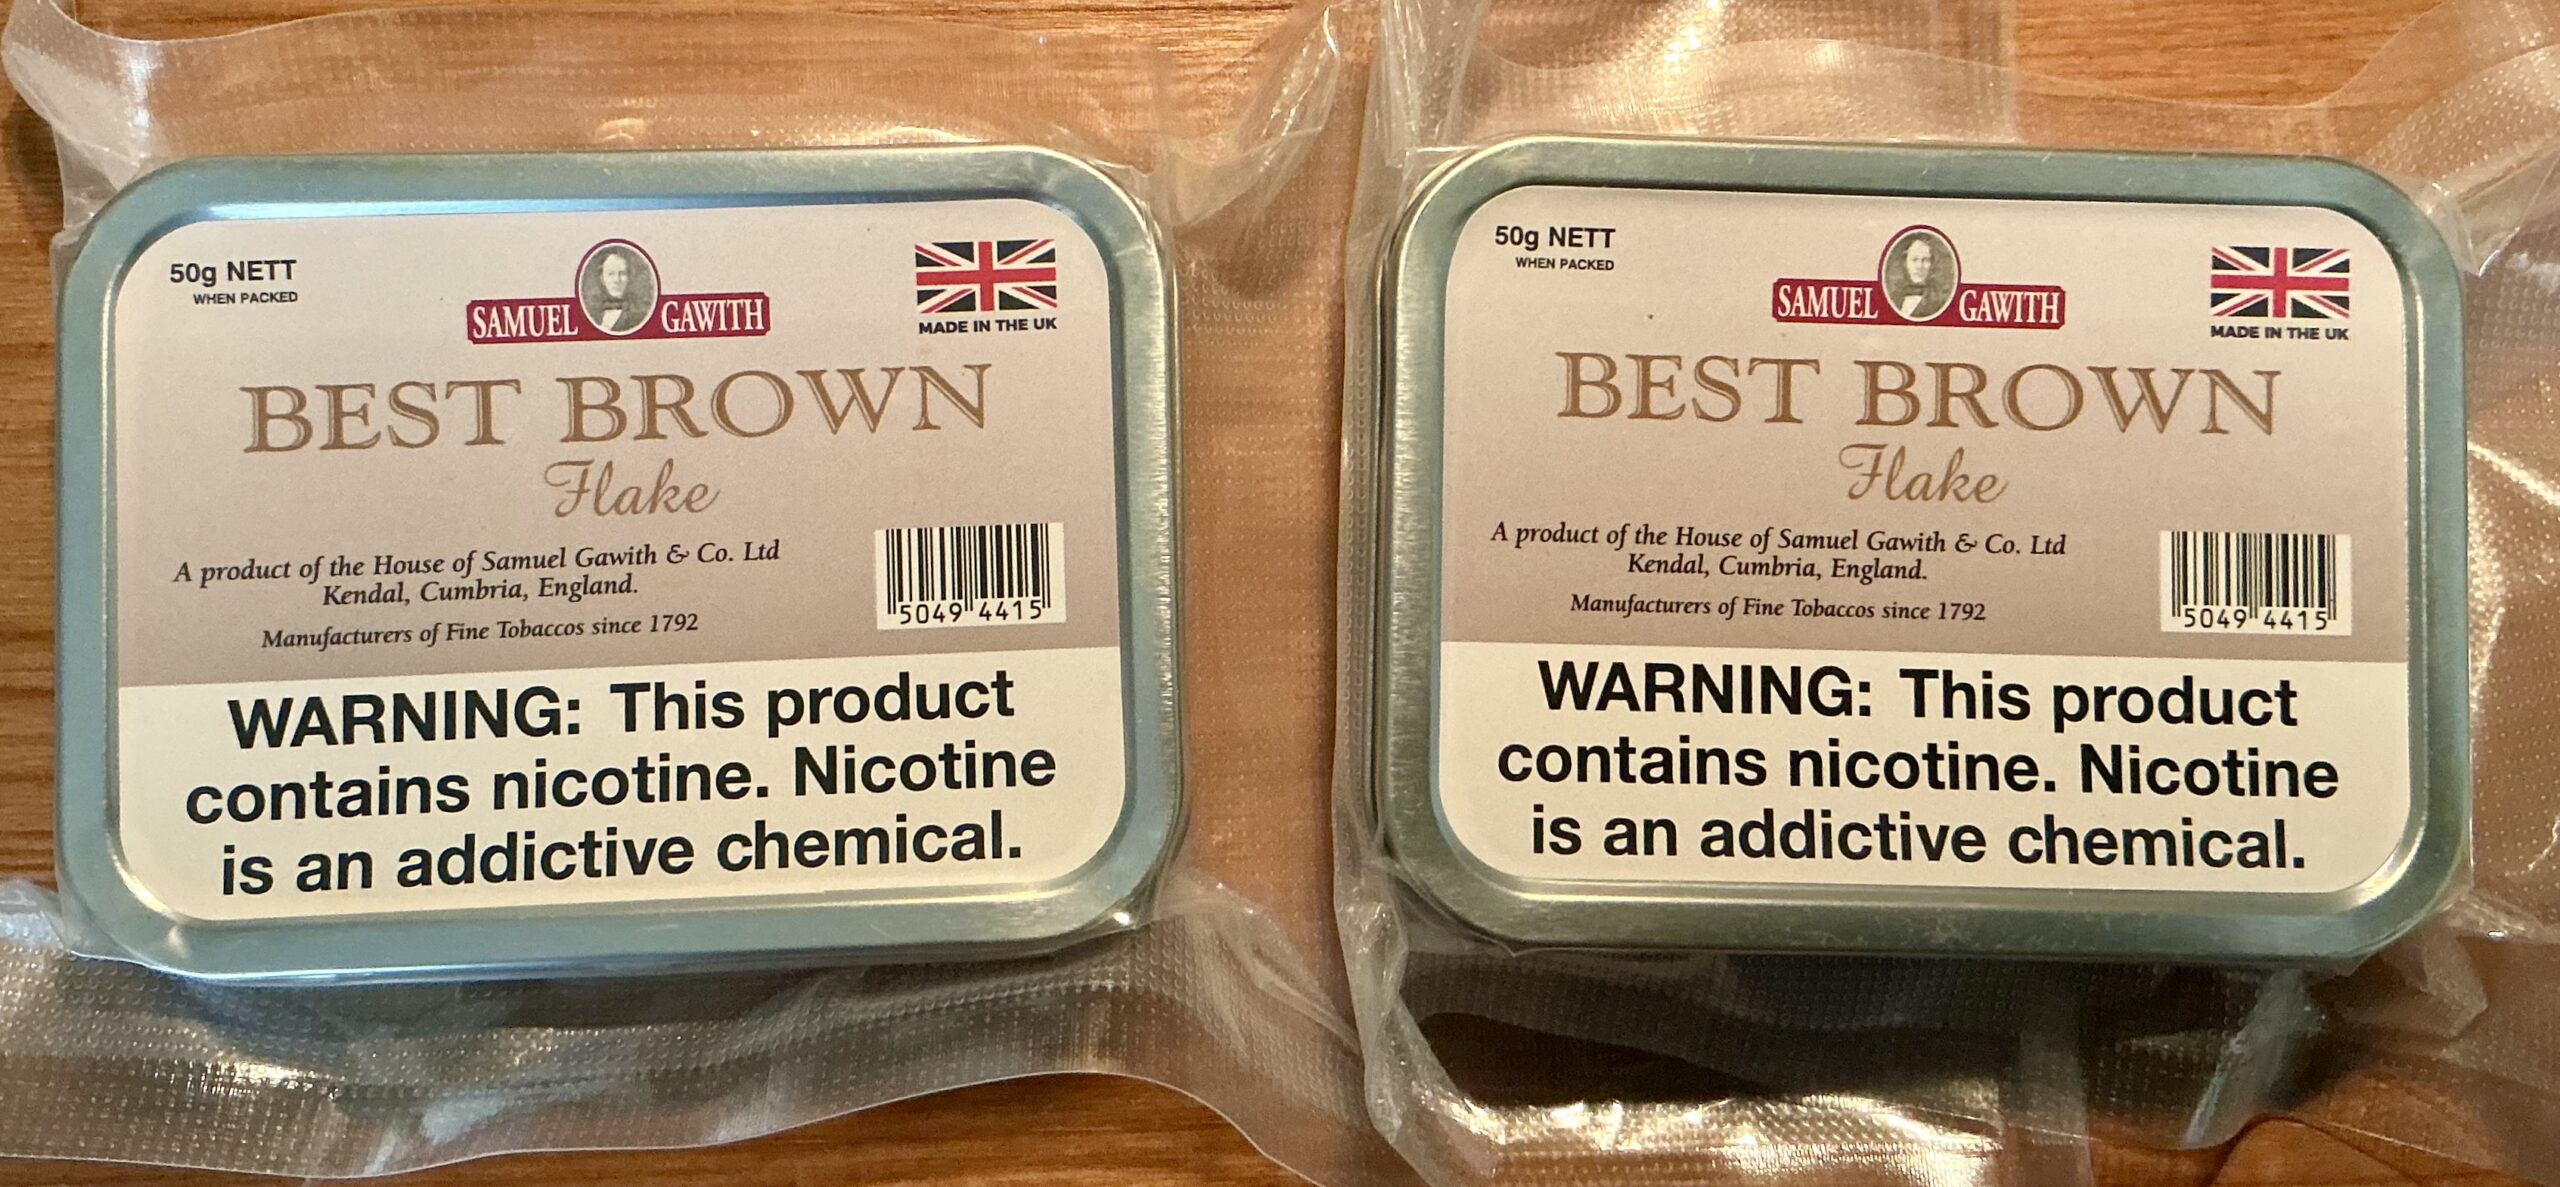 50g NETT
WHEN PACKED
SAMUEL GAWITH
MADE IN THE UK
BEST BROWN
Flake
A product of the House of Samuel Gawith & Co. Ltd
Kendal, Cumbria, England.
Manufacturers of Fine Tobaccos since 1792
5049 4415
WARNING: This product
contains nicotine. Nicotine
is an addictive chemical.
50g NETT
WHEN PACKED
SAMUEL GAWITH
MADE IN THE UK
BEST BROWN
Flake
A product of the House of Samuel Gawith & Co. Ltd
Kendal, Cumbria, England.
Manufacturers of Fine Tobaccos since 1792
5049 4415
WARNING: This product
contains nicotine. Nicotine
is an addictive chemical.